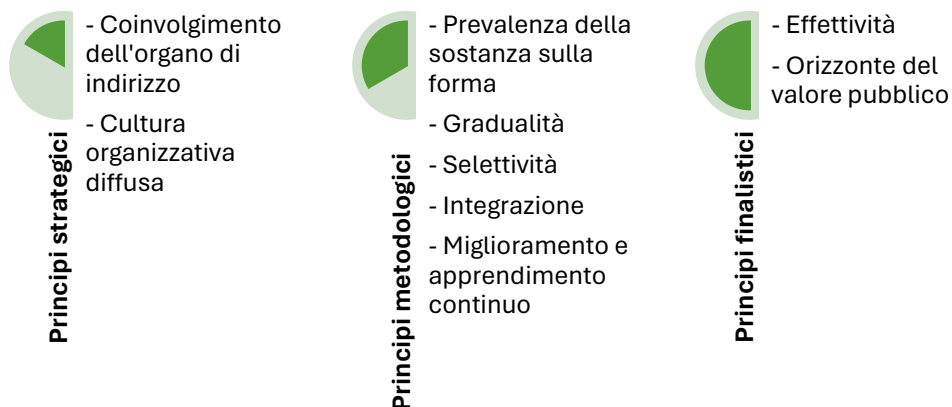 Principi strategici
- Coinvolgimento
dell'organo di
indirizzo
- Cultura
organizzativa
diffusa
Principi metodologici
- Prevalenza della
sostanza sulla
forma
- Gradualità
- Selettività
- Integrazione
- Miglioramento e
apprendimento
continuo
Principi finalistici
- Effettività
- Orizzonte del
valore pubblico